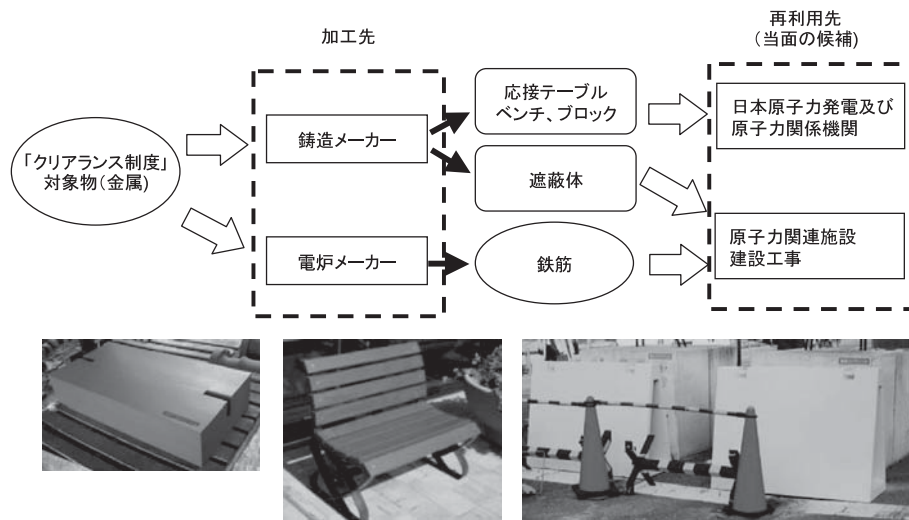 加工先
再利用先
(当面の候補)
「クリアランス制度」
対象物(金属)
鋳造メーカー
電炉メーカー
応接テーブル
ベンチ、ブロック
遮蔽体
鉄筋
日本原子力発電及び
原子力関係機関
原子力関連施設
建設工事